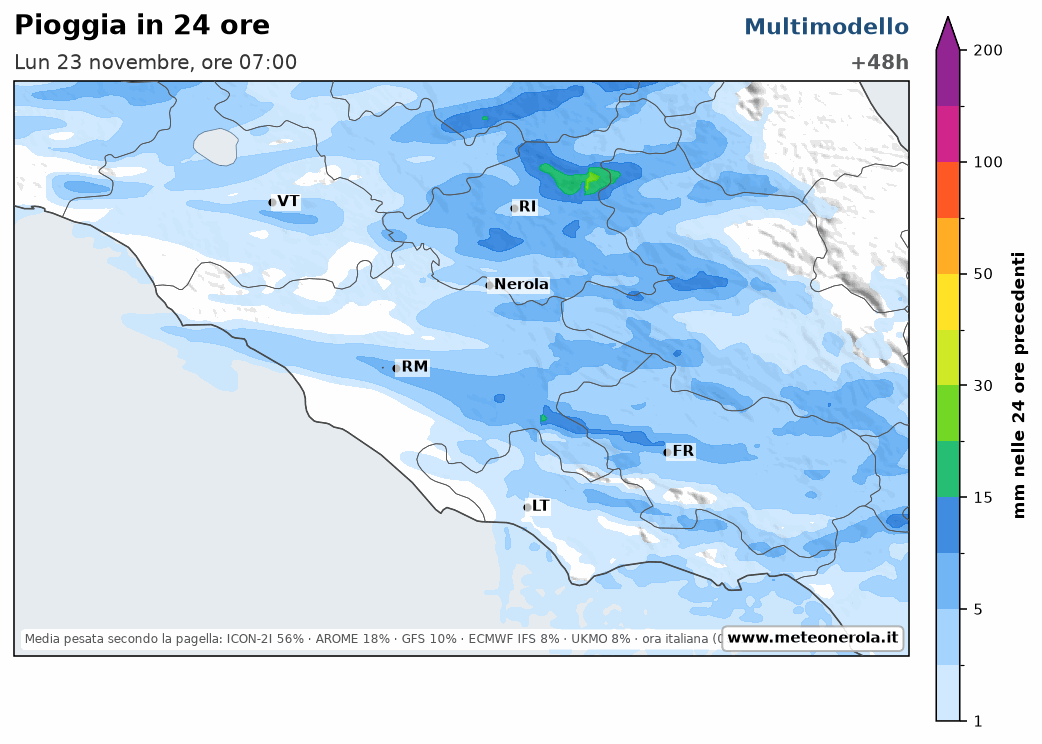 Pioggia in 24 ore
Multimodello
Lun 23 novembre, ore 07:00
+48h
200
100
50
30
15
5
1
mm nelle 24 ore precedenti
VT
RI
Nerola
RM
FR
LT
Media pesata secondo la pagella: ICON-2I 56% · AROME 18% · GFS 10% · ECMWF IFS 8% · UKMO 8% · ora italiana
www.meteonerola.it